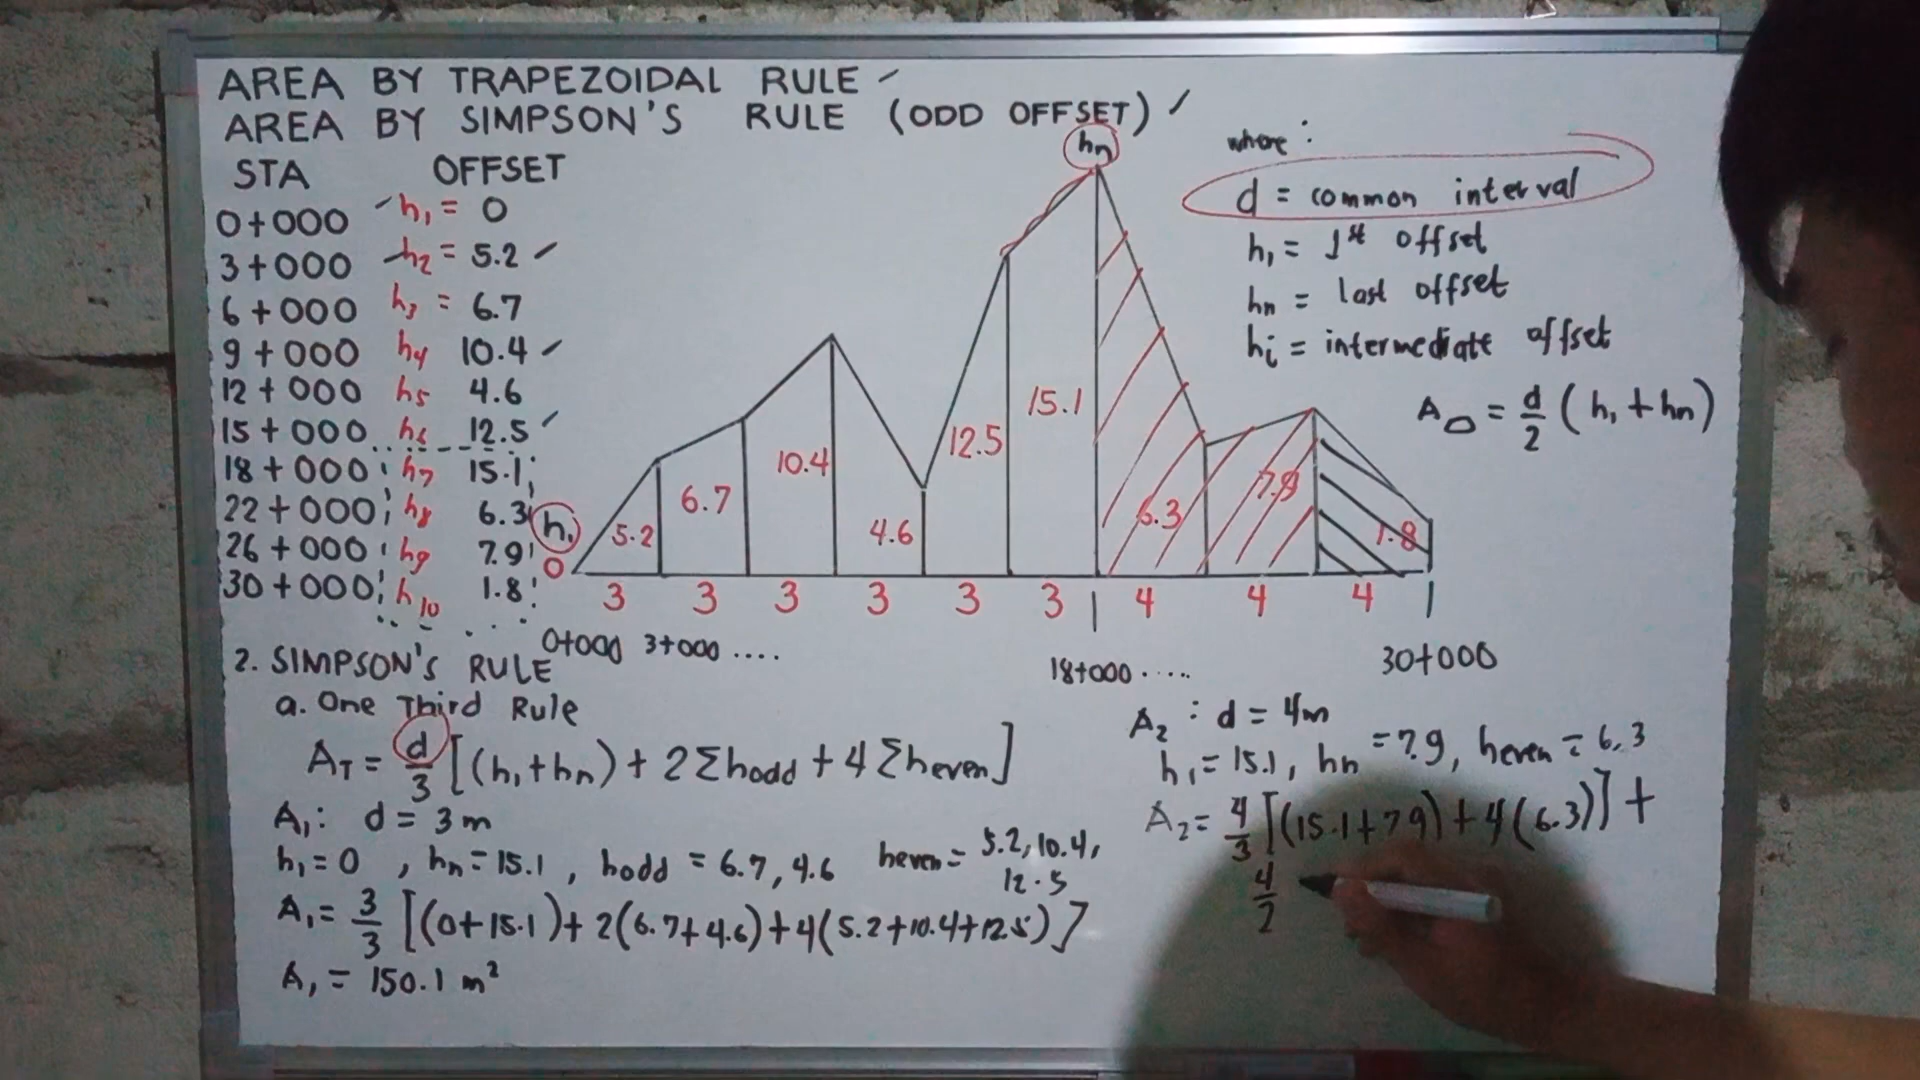 AREA BY TRAPEZOIDAL RULE
AREA BY SIMPSON'S RULE (ODD OFFSET)
STA OFFSET
0+000 h₁ = 0
3+000 h₂ = 5.2
6+000 h₃ = 6.7
9+000 h₄ 10.4
12+000 h₅ 4.6
15+000 h₆ 12.5
18+000 h₇ 15.1
22+000 h₈ 6.3
26+000 h₉ 7.9
30+000 h₁₀ 1.8
hₙ
h₁
0
5.2
6.7
10.4
4.6
12.5
15.1
6.3
7.9
1.8
3 3 3 3 3 3 4 4 4
0+000 3+000 .... 18+000 ..... 30+000
where :
d = common interval
h₁ = 1st offset
hn = last offset
hi = intermediate offset
A⏢ = d/2 (h₁ + hn)
2. SIMPSON'S RULE
a. One Third Rule
A_T = d/3 [(h₁+hn) + 2Σhodd + 4Σheven]
A₁: d = 3m
h₁ = 0 , hn = 15.1 , hodd = 6.7, 4.6 heven = 5.2, 10.4, 12.5
A₁ = 3/3 [(0+15.1)+ 2(6.7+4.6)+4(5.2+10.4+12.5)]
A₁ = 150.1 m²
A₂ : d = 4m
h₁ = 15.1, hn = 7.9, heven = 6.3
A₂ = 4/3 [(15.1+7.9)+4(6.3)] +
4/2